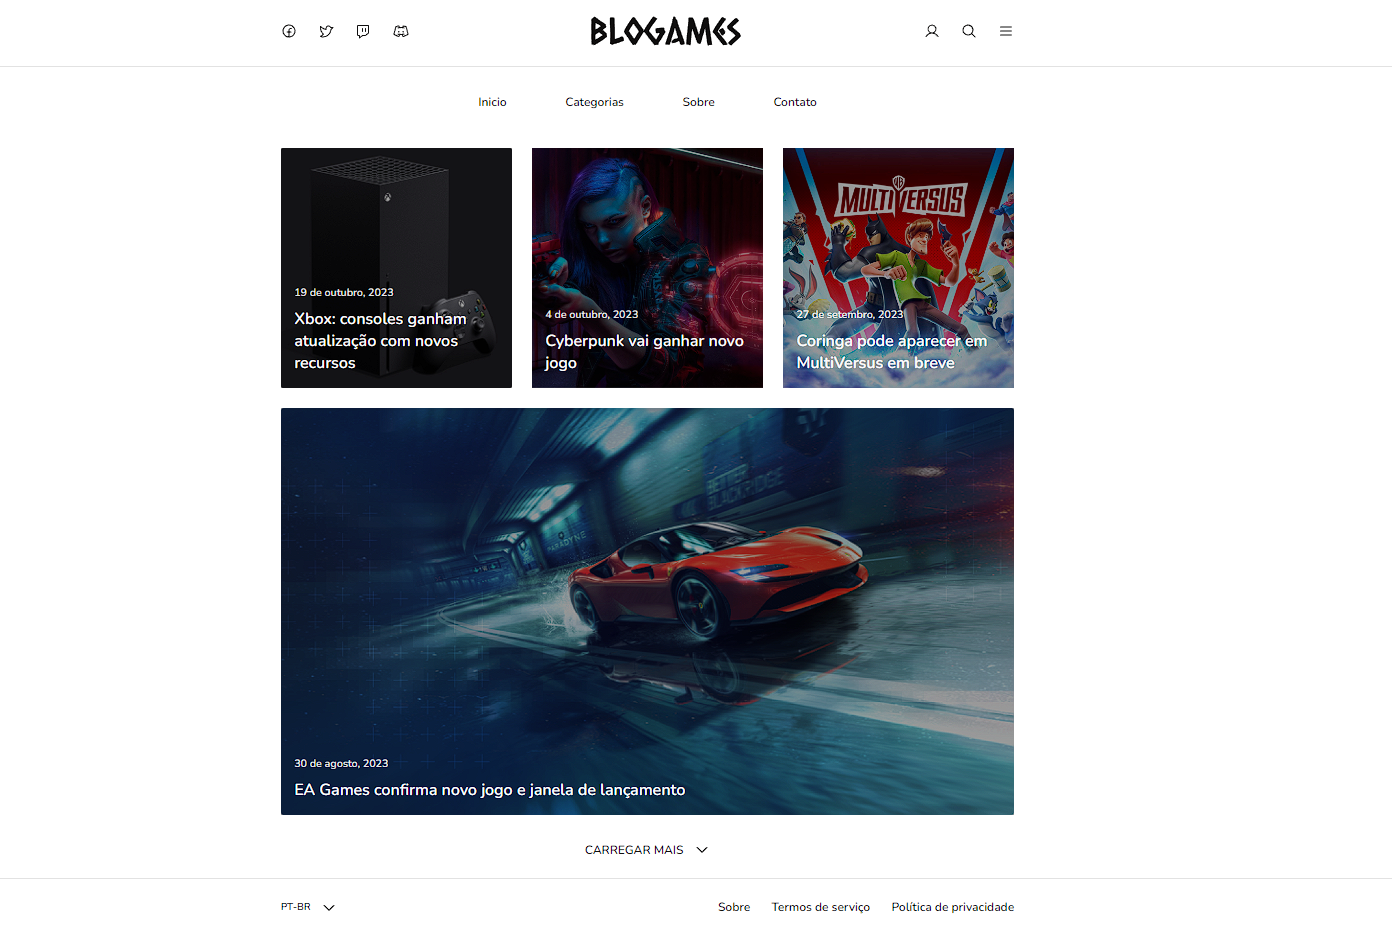 BLOGAMES
Inicio
Categorias
Sobre
Contato
19 de outubro, 2023
Xbox: consoles ganham
atualização com novos
recursos
4 de outubro, 2023
Cyberpunk vai ganhar novo
jogo
MULTIVERSUS
27 de setembro, 2023
Coringa pode aparecer em
MultiVersus em breve
PARADYNE
BLACKRIDGE
30 de agosto, 2023
EA Games confirma novo jogo e janela de lançamento
CARREGAR MAIS
PT-BR
Sobre
Termos de serviço
Política de privacidade